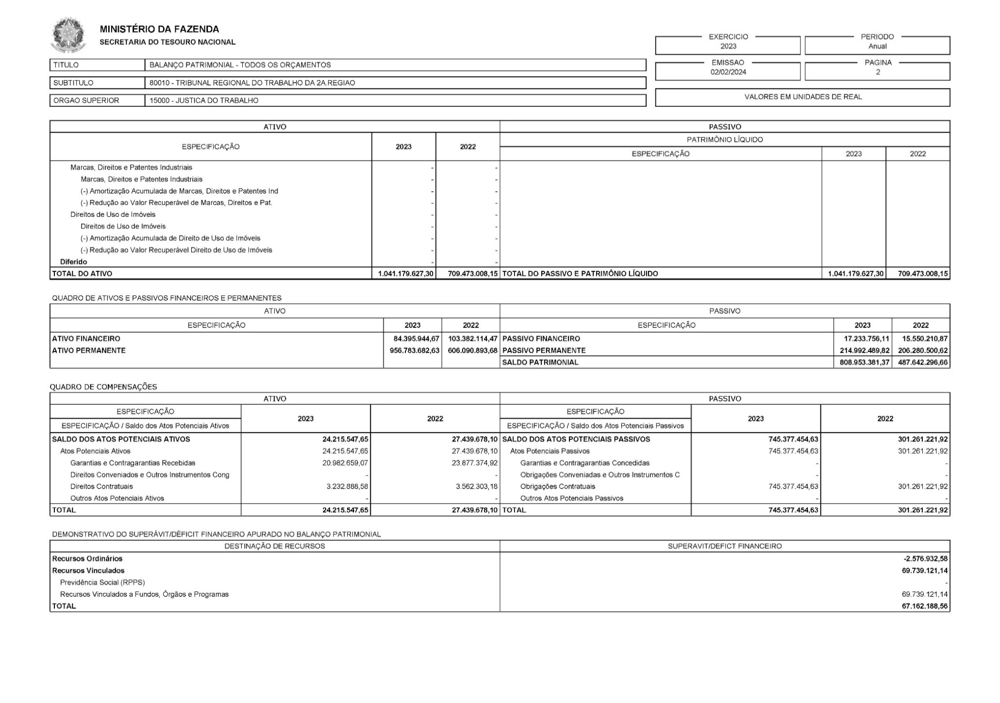 MINISTÉRIO DA FAZENDA
SECRETARIA DO TESOURO NACIONAL
EXERCICIO
2023
PERIODO
Anual
TITULO BALANÇO PATRIMONIAL - TODOS OS ORÇAMENTOS
EMISSAO
02/02/2024
PAGINA
2
SUBTITULO 80010 - TRIBUNAL REGIONAL DO TRABALHO DA 2A.REGIAO
ORGAO SUPERIOR 15000 - JUSTICA DO TRABALHO
VALORES EM UNIDADES DE REAL
ATIVO PASSIVO
ESPECIFICAÇÃO 2023 2022 PATRIMÔNIO LÍQUIDO
ESPECIFICAÇÃO 2023 2022
Marcas, Direitos e Patentes Industriais - -
Marcas, Direitos e Patentes Industriais - -
(-) Amortização Acumulada de Marcas, Direitos e Patentes Ind - -
(-) Redução ao Valor Recuperável de Marcas, Direitos e Pat. - -
Direitos de Uso de Imóveis - -
Direitos de Uso de Imóveis - -
(-) Amortização Acumulada de Direito de Uso de Imóveis - -
(-) Redução ao Valor Recuperável Direito de Uso de Imóveis - -
Diferido - -
TOTAL DO ATIVO 1.041.179.627,30 709.473.008,15 TOTAL DO PASSIVO E PATRIMÔNIO LÍQUIDO 1.041.179.627,30 709.473.008,15
QUADRO DE ATIVOS E PASSIVOS FINANCEIROS E PERMANENTES
ATIVO PASSIVO
ESPECIFICAÇÃO 2023 2022 ESPECIFICAÇÃO 2023 2022
ATIVO FINANCEIRO 84.395.944,67 103.382.114,47 PASSIVO FINANCEIRO 17.233.756,11 15.550.210,87
ATIVO PERMANENTE 956.783.682,63 606.090.893,68 PASSIVO PERMANENTE 214.992.489,82 206.280.500,62
SALDO PATRIMONIAL 808.953.381,37 487.642.296,66
QUADRO DE COMPENSAÇÕES
ATIVO PASSIVO
ESPECIFICAÇÃO 2023 2022 ESPECIFICAÇÃO 2023 2022
ESPECIFICAÇÃO / Saldo dos Atos Potenciais Ativos ESPECIFICAÇÃO / Saldo dos Atos Potenciais Passivos
SALDO DOS ATOS POTENCIAIS ATIVOS 24.215.547,65 27.439.678,10 SALDO DOS ATOS POTENCIAIS PASSIVOS 745.377.454,63 301.261.221,92
Atos Potenciais Ativos 24.215.547,65 27.439.678,10 Atos Potenciais Passivos 745.377.454,63 301.261.221,92
Garantias e Contragarantias Recebidas 20.982.659,07 23.877.374,92 Garantias e Contragarantias Concedidas - -
Direitos Conveniados e Outros Instrumentos Cong - - Obrigações Conveniadas e Outros Instrumentos C - -
Direitos Contratuais 3.232.888,58 3.562.303,18 Obrigações Contratuais 745.377.454,63 301.261.221,92
Outros Atos Potenciais Ativos - - Outros Atos Potenciais Passivos - -
TOTAL 24.215.547,65 27.439.678,10 TOTAL 745.377.454,63 301.261.221,92
DEMONSTRATIVO DO SUPERÁVIT/DÉFICIT FINANCEIRO APURADO NO BALANÇO PATRIMONIAL
DESTINAÇÃO DE RECURSOS SUPERAVIT/DEFICT FINANCEIRO
Recursos Ordinários -2.576.932,58
Recursos Vinculados 69.739.121,14
Previdência Social (RPPS) -
Recursos Vinculados a Fundos, Órgãos e Programas 69.739.121,14
TOTAL 67.162.188,56